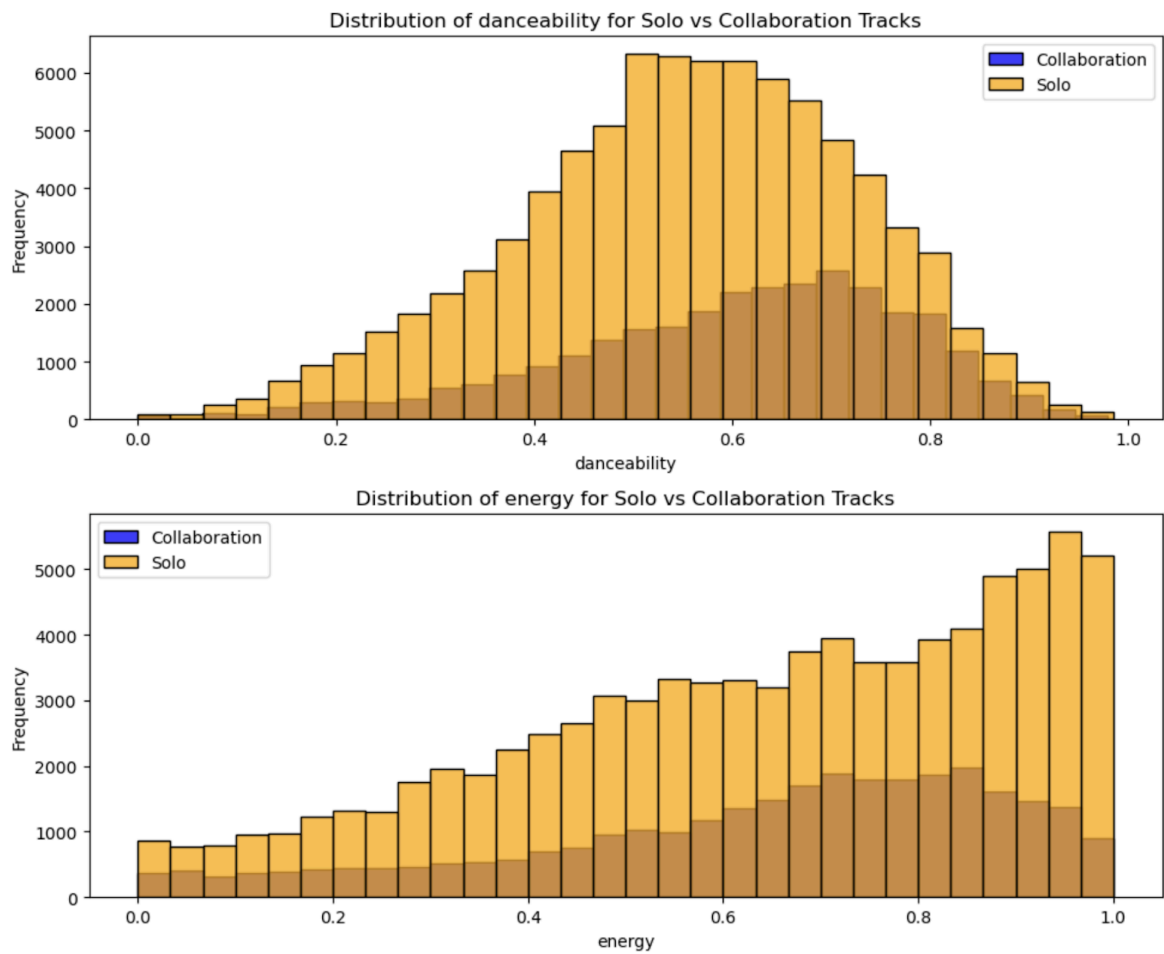 Distribution of danceability for Solo vs Collaboration Tracks
Collaboration
Solo
Frequency
6000
5000
4000
3000
2000
1000
0
0.0 0.2 0.4 0.6 0.8 1.0
danceability
Distribution of energy for Solo vs Collaboration Tracks
Collaboration
Solo
Frequency
5000
4000
3000
2000
1000
0
0.0 0.2 0.4 0.6 0.8 1.0
energy